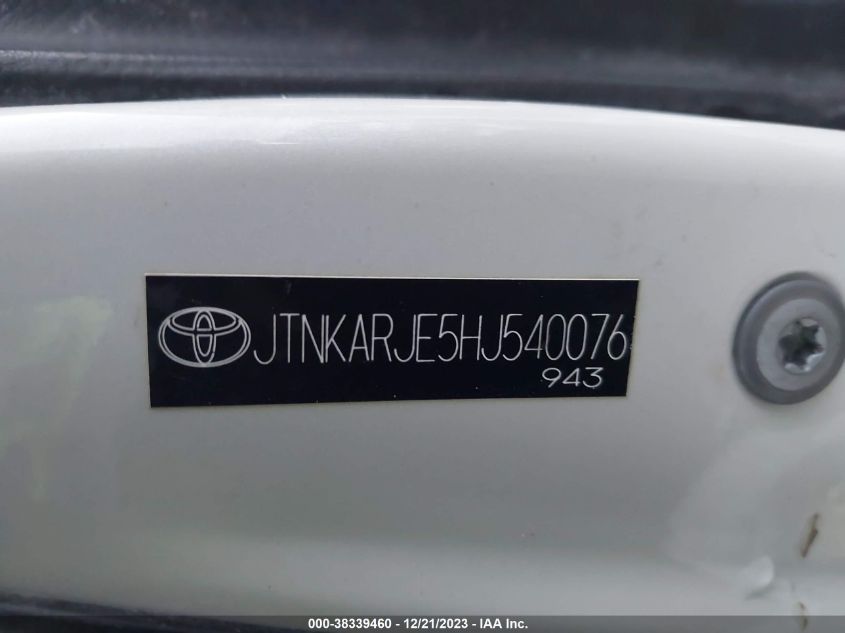 JTNKARJE5HJ540076
943
000-38339460 - 12/21/2023 - IAA Inc.